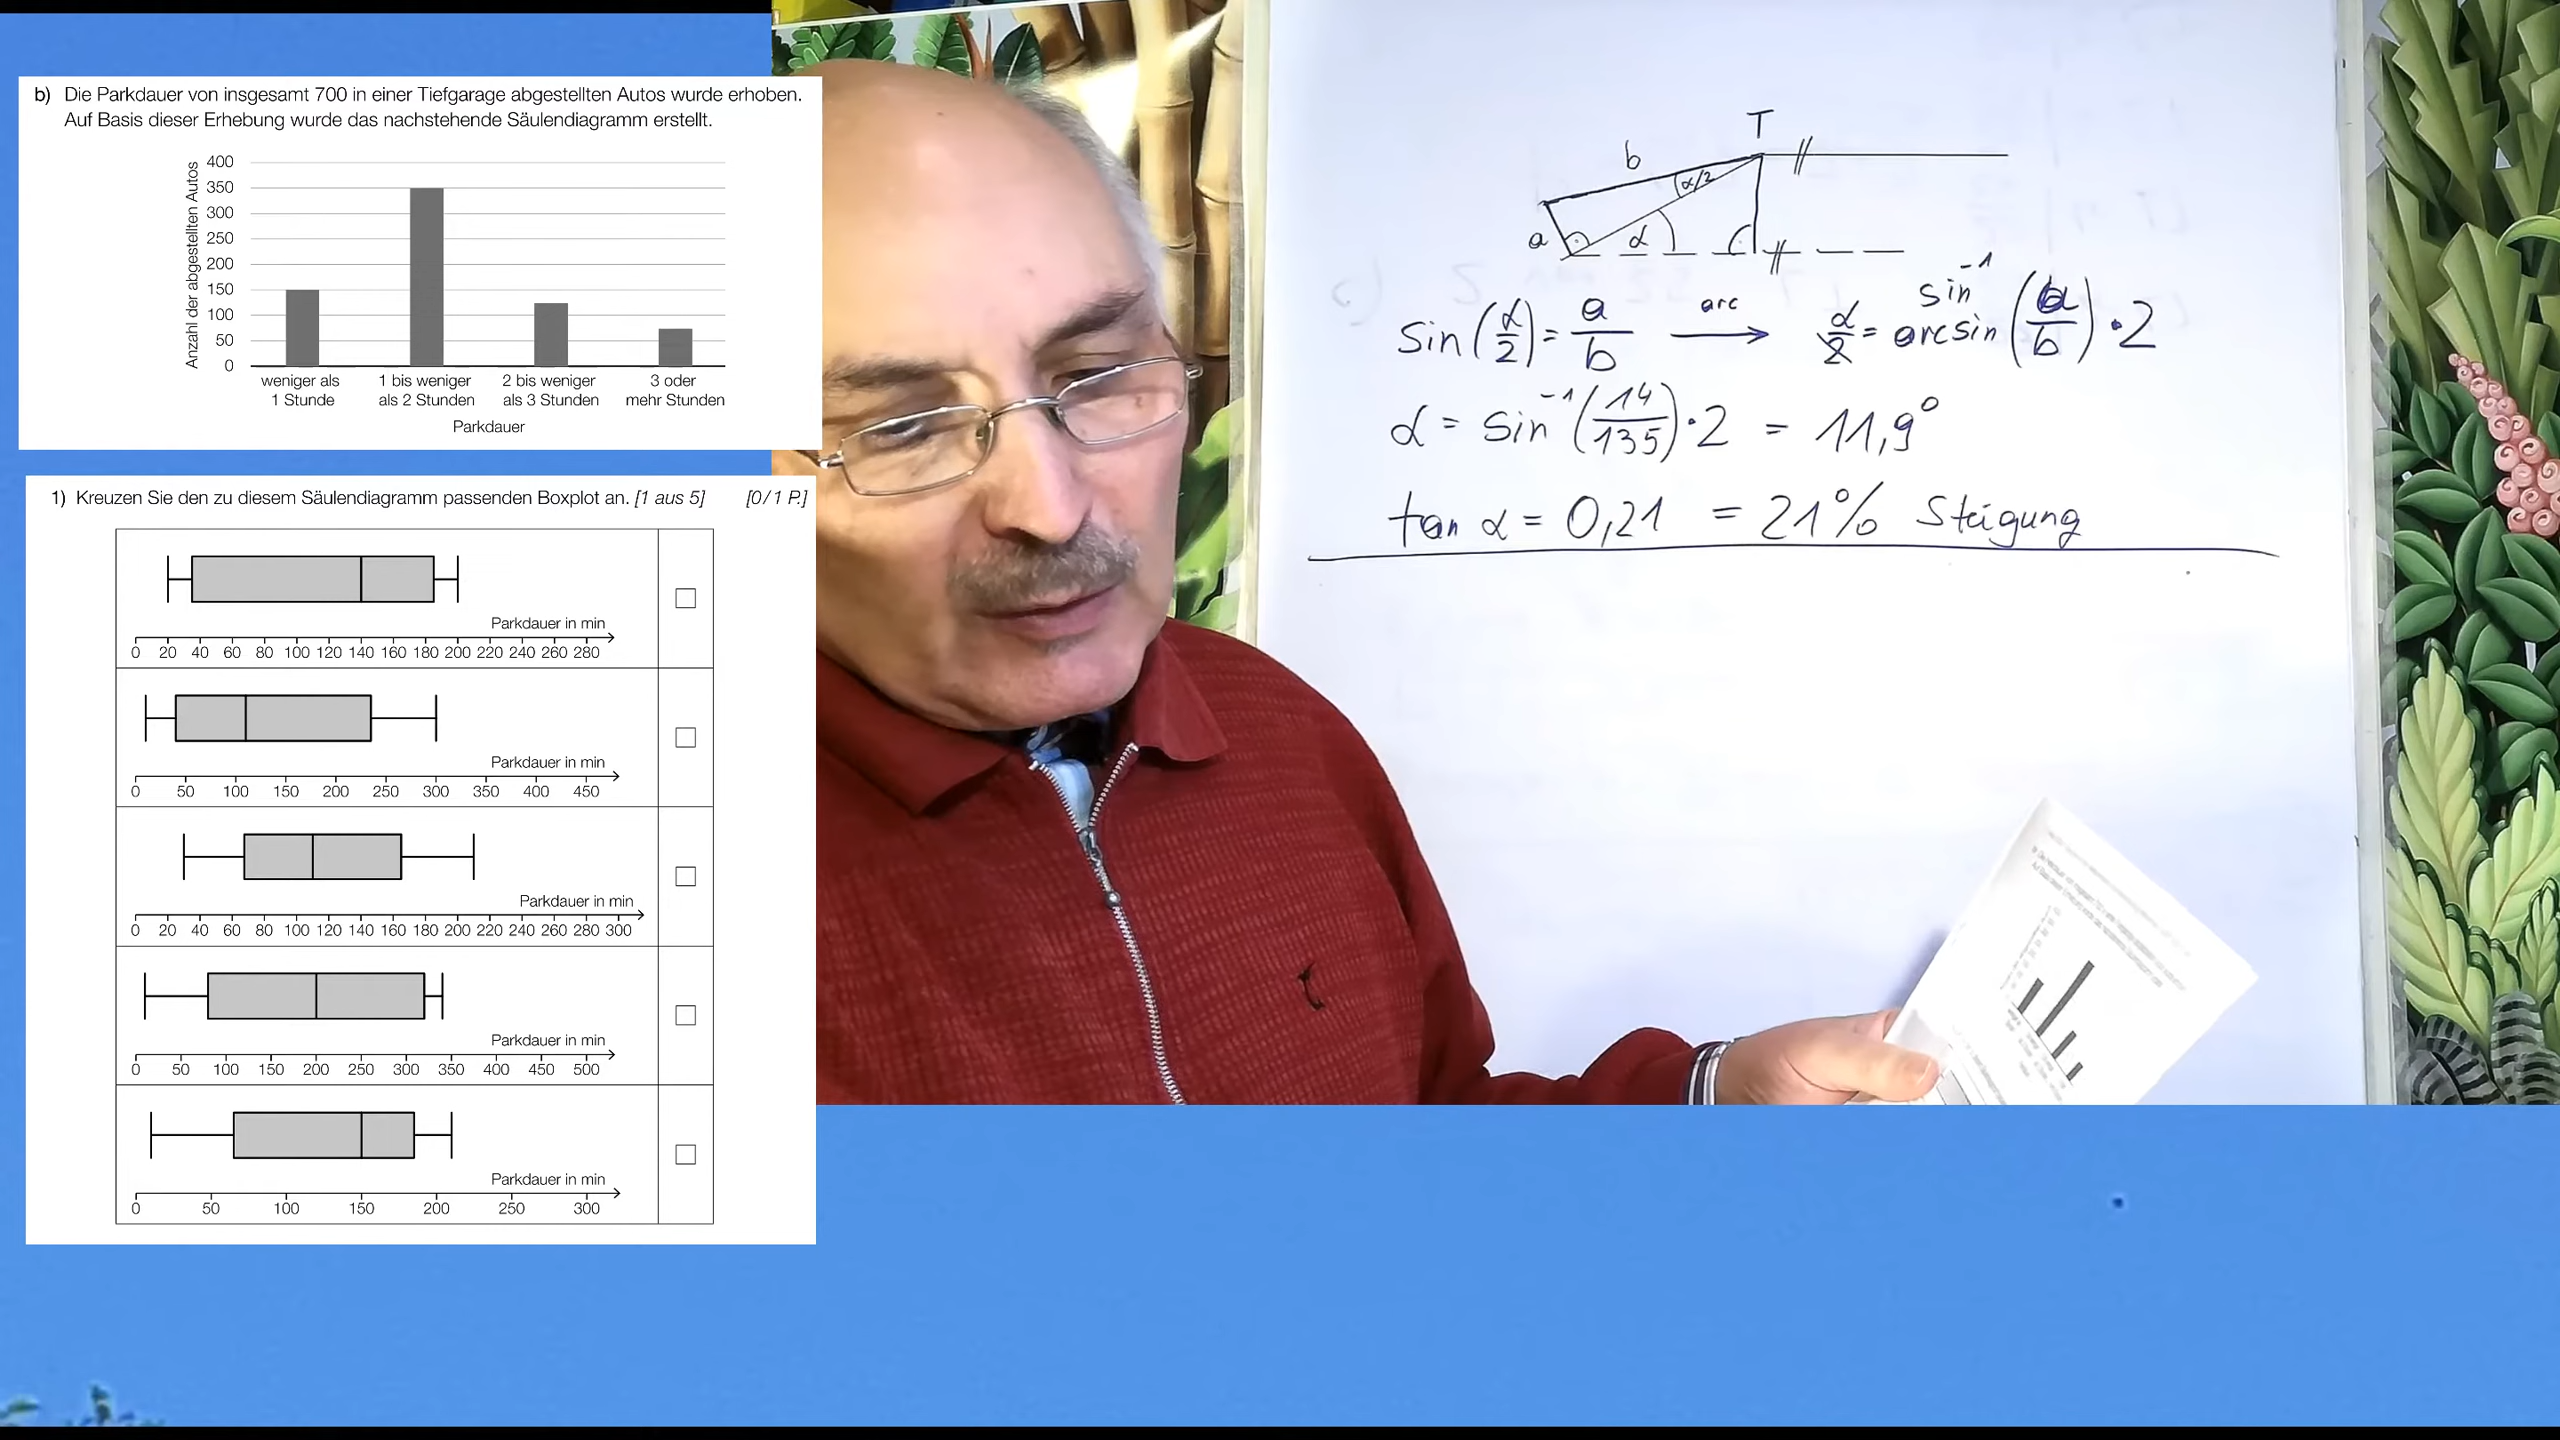 b) Die Parkdauer von insgesamt 700 in einer Tiefgarage abgestellten Autos wurde erhoben.
Auf Basis dieser Erhebung wurde das nachstehende Säulendiagramm erstellt.
Anzahl der abgestellten Autos
400
350
300
250
200
150
100
50
0
weniger als 1 bis weniger 2 bis weniger 3 oder
1 Stunde als 2 Stunden als 3 Stunden mehr Stunden
Parkdauer
1) Kreuzen Sie den zu diesem Säulendiagramm passenden Boxplot an. [1 aus 5] [0/1 P.]
Parkdauer in min
0 20 40 60 80 100 120 140 160 180 200 220 240 260 280
Parkdauer in min
0 50 100 150 200 250 300 350 400 450
Parkdauer in min
0 20 40 60 80 100 120 140 160 180 200 220 240 260 280 300
Parkdauer in min
0 50 100 150 200 250 300 350 400 450 500
Parkdauer in min
0 50 100 150 200 250 300
T
b
α/2
a α
sin(α/2) = a/b arc → α/2 = arcsin(a/b) · 2
sin⁻¹
α = sin⁻¹(14/135) · 2 = 11,9°
tan α = 0,21 = 21% Steigung